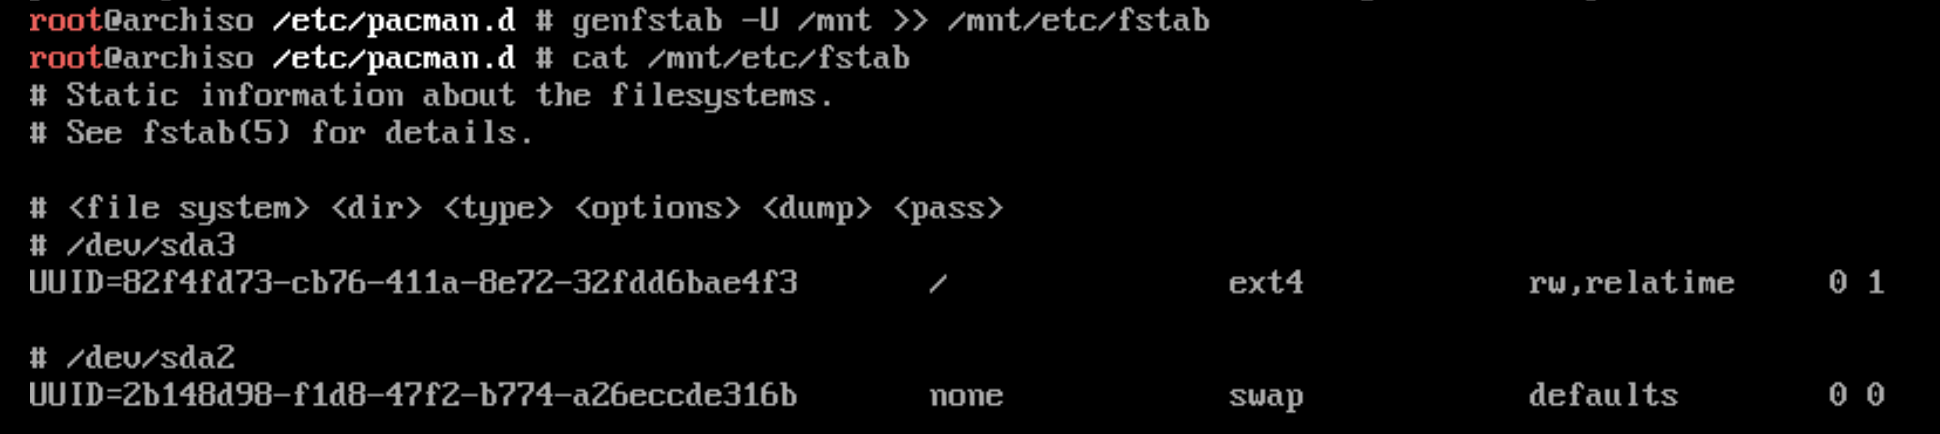 root@archiso /etc/pacman.d # genfstab -U /mnt >> /mnt/etc/fstab
root@archiso /etc/pacman.d # cat /mnt/etc/fstab
# Static information about the filesystems.
# See fstab(5) for details.
# <file system> <dir> <type> <options> <dump> <pass>
# /dev/sda3
UUID=82f4fd73-cb76-411a-8e72-32fdd6bae4f3 / ext4 rw,relatime 0 1
# /dev/sda2
UUID=2b148d98-f1d8-47f2-b774-a26eccde316b none swap defaults 0 0